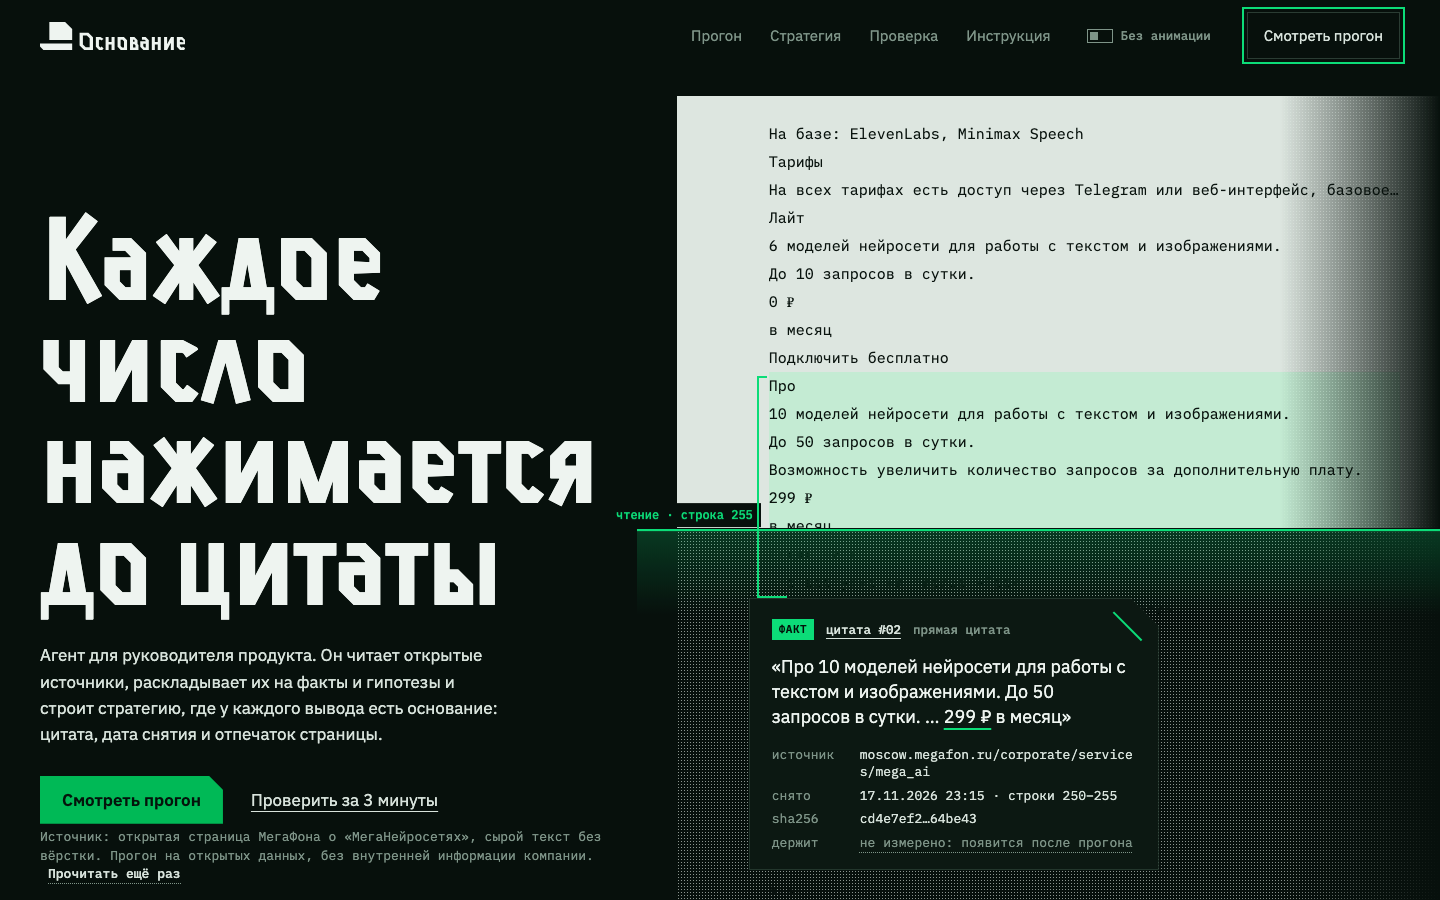 Основание
Прогон
Стратегия
Проверка
Инструкция
Без анимации
Смотреть прогон
На базе: ElevenLabs, Minimax Speech
Тарифы
На всех тарифах есть доступ через Telegram или веб-интерфейс, базовое…
Лайт
6 моделей нейросети для работы с текстом и изображениями.
До 10 запросов в сутки.
0 ₽
в месяц
Подключить бесплатно
Про
10 моделей нейросети для работы с текстом и изображениями.
До 50 запросов в сутки.
Возможность увеличить количество запросов за дополнительную плату.
299 ₽
в месяц
чтение · строка 255
Каждое
число
нажимается
до цитаты
Агент для руководителя продукта. Он читает открытые
источники, раскладывает их на факты и гипотезы и
строит стратегию, где у каждого вывода есть основание:
цитата, дата снятия и отпечаток страницы.
Смотреть прогон
Проверить за 3 минуты
Источник: открытая страница МегаФона о «МегаНейросетях», сырой текст без
вёрстки. Прогон на открытых данных, без внутренней информации компании.
Прочитать ещё раз
ФАКТ цитата #02 прямая цитата
«Про 10 моделей нейросети для работы с
текстом и изображениями. До 50
запросов в сутки. … 299 ₽ в месяц»
источник moscow.megafon.ru/corporate/service
s/mega_ai
снято 17.11.2026 23:15 · строки 250–255
sha256 cd4e7ef2…64be43
держит не измерено: появится после прогона